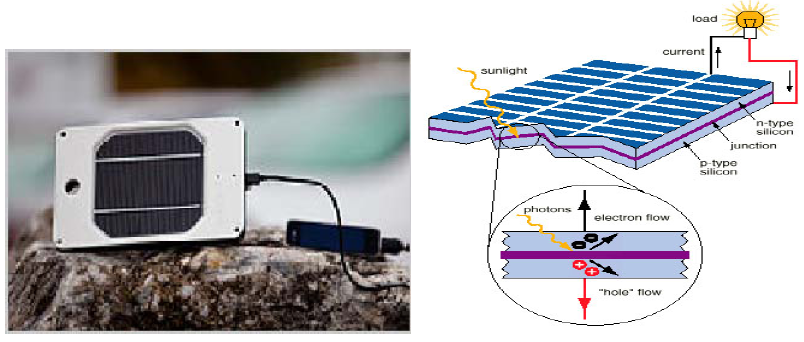 load
current
sunlight
n-type
silicon
junction
p-type
silicon
photons
electron flow
"hole" flow